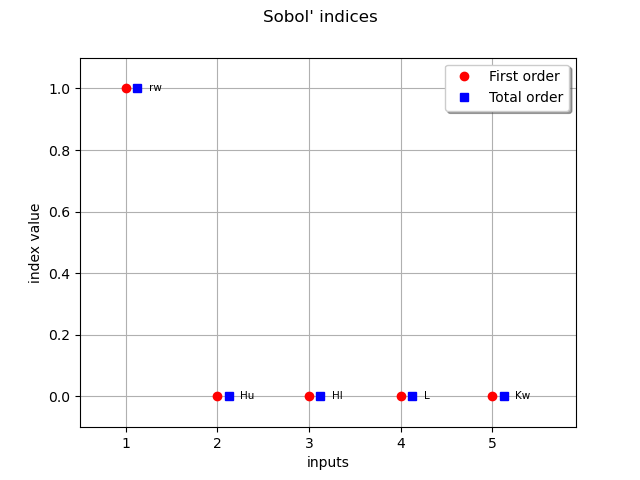 Sobol' indices
First order
Total order
index value
1.0
0.8
0.6
0.4
0.2
0.0
rw
Hu
Hl
L
Kw
1 2 3 4 5
inputs